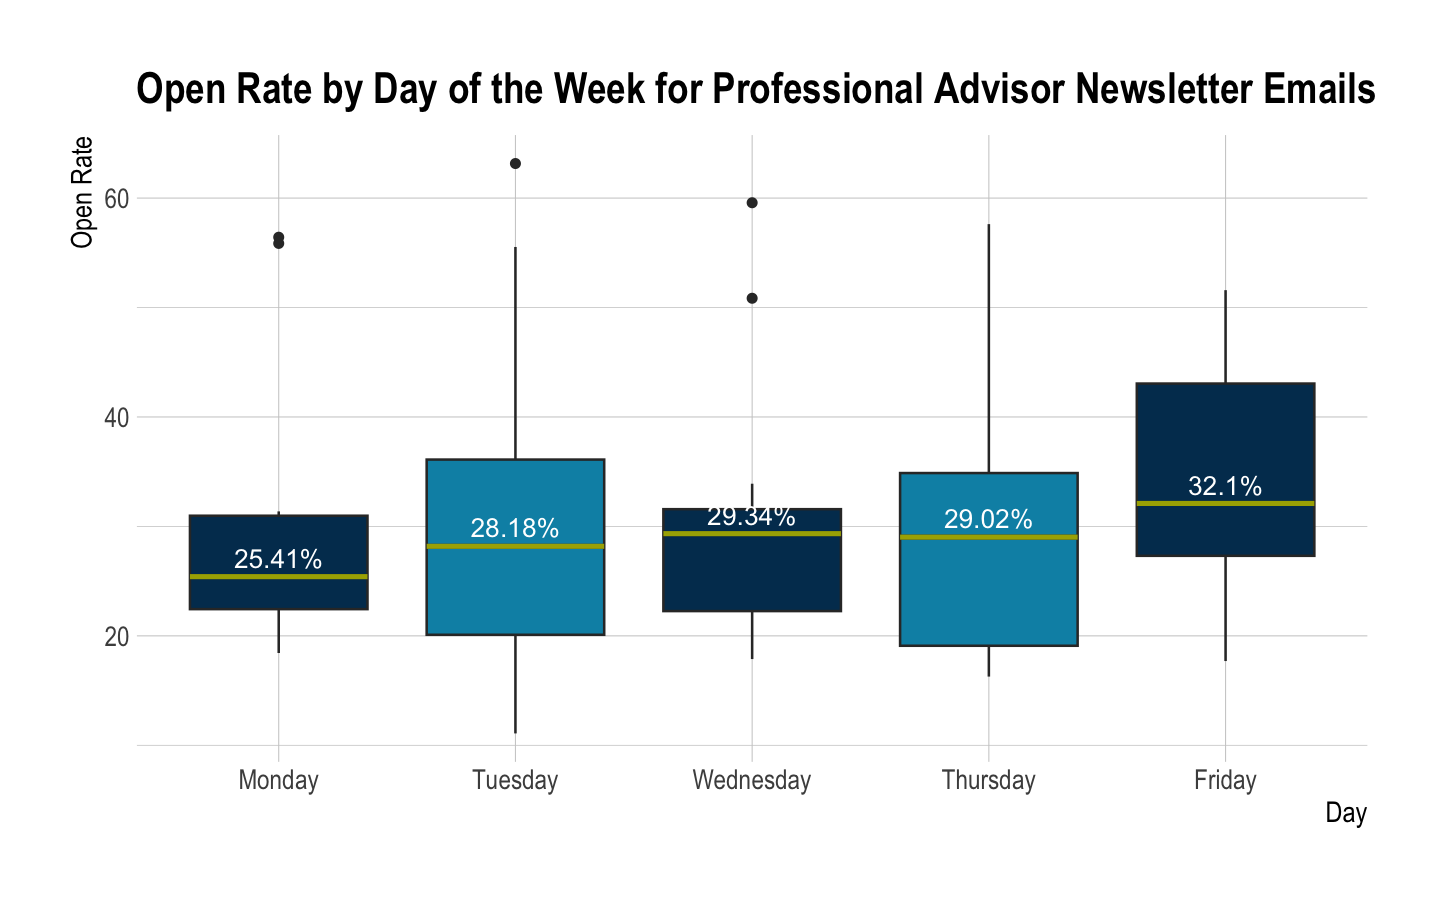 Open Rate by Day of the Week for Professional Advisor Newsletter Emails
Open Rate
60
40
20
25.41%
28.18%
29.34%
29.02%
32.1%
Monday
Tuesday
Wednesday
Thursday
Friday
Day